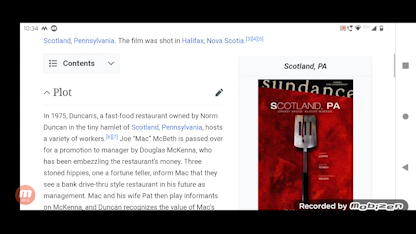 10:34
Scotland, Pennsylvania. The film was shot in Halifax, Nova Scotia.[3][4][5]
Contents
Plot
In 1975, Duncan's, a fast-food restaurant owned by Norm
Duncan in the tiny hamlet of Scotland, Pennsylvania, hosts
a variety of workers.[6][7] Joe "Mac" McBeth is passed over
for a promotion to manager by Douglas McKenna, who
has been embezzling the restaurant's money. Three
stoned hippies, one a fortune teller, inform Mac that they
see a bank drive-thru style restaurant in his future as
management. Mac and his wife Pat then play informants
on McKenna, and Duncan recognizes the value of Mac's
Scotland, PA
sundance
SCOTLAND, PA
Recorded by Mobizen